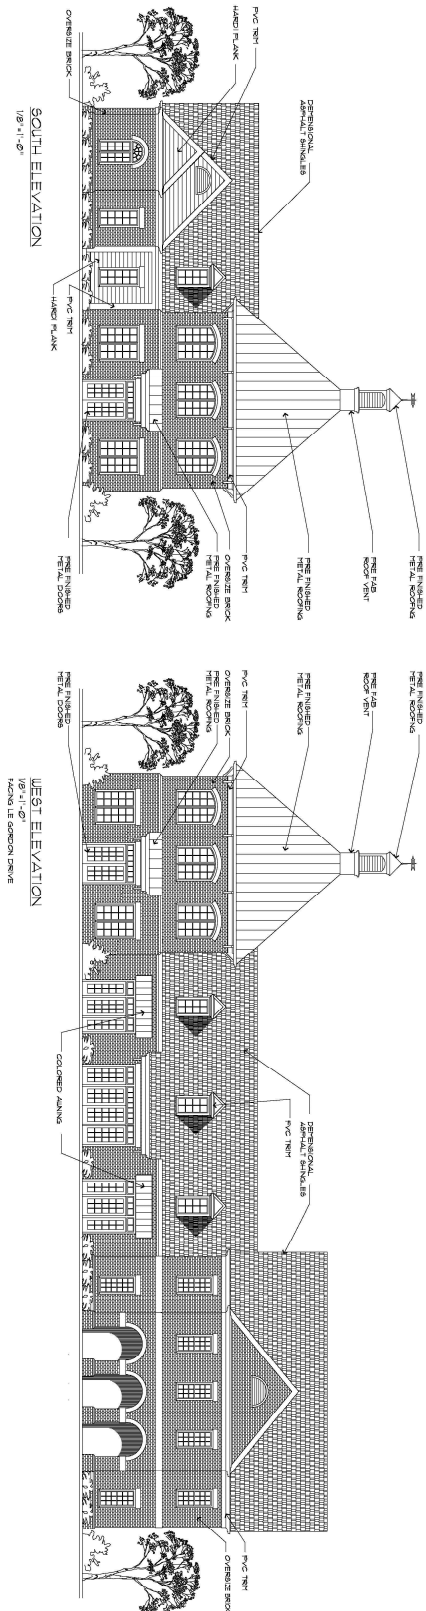 OVERSIZE BRICK
HARDI PLANK
PVC TRIM
DEMENSIONAL
ASPHALT SHINGLES
PRE FINISHED
METAL ROOFING
PRE FAB
ROOF VENT
PRE FINISHED
METAL ROOFING
PVC TRIM
OVERSIZE BRICK
PRE FINISHED
METAL ROOFING
PRE FINISHED
METAL DOORS
PVC TRIM
HARDI PLANK
SOUTH ELEVATION
1/8"=1'-0"
PRE FINISHED
METAL ROOFING
PRE FAB
ROOF VENT
PRE FINISHED
METAL ROOFING
PVC TRIM
OVERSIZE BRICK
PRE FINISHED
METAL ROOFING
PRE FINISHED
METAL DOORS
DEMENSIONAL
ASPHALT SHINGLES
PVC TRIM
COLORED AWNING
PVC TRIM
OVERSIZE BRICK
WEST ELEVATION
1/8"=1'-0"
FACING LE GORDON DRIVE